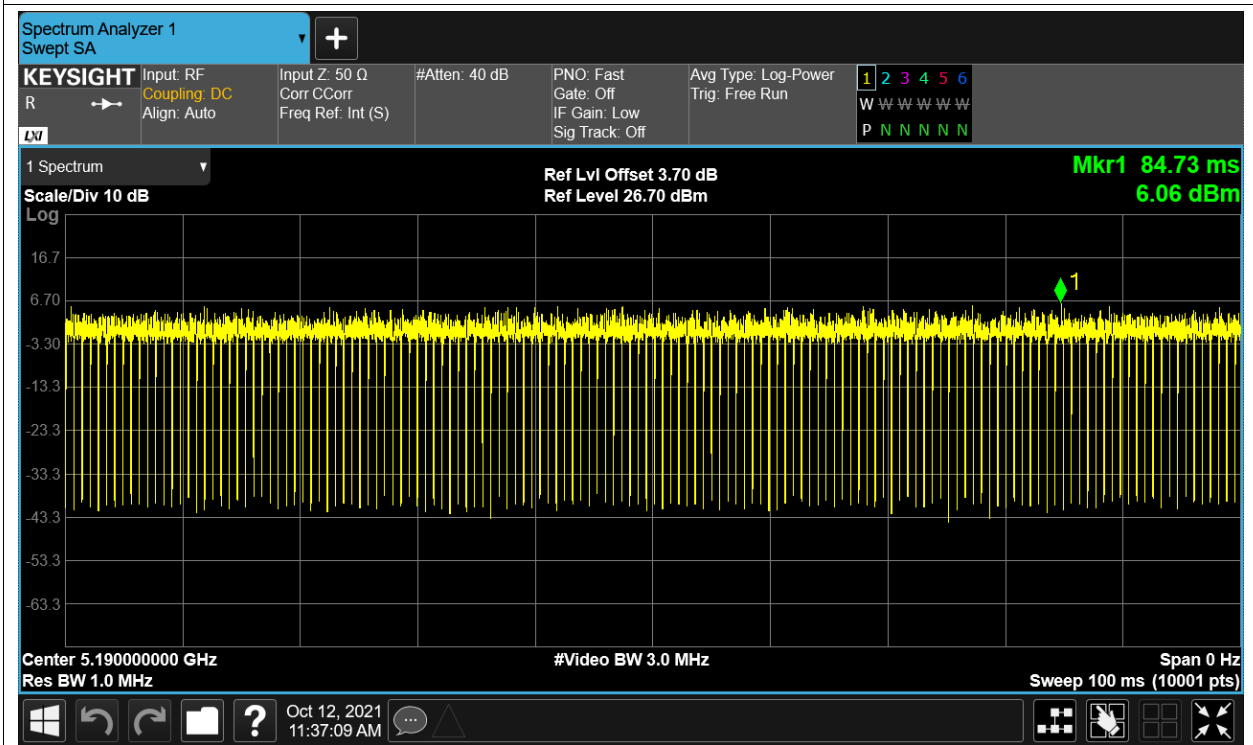 Spectrum Analyzer 1
Swept SA
+
KEYSIGHT
R
LXI
Input: RF
Coupling: DC
Align: Auto
Input Z: 50 Ω
Corr CCorr
Freq Ref: Int (S)
#Atten: 40 dB
PNO: Fast
Gate: Off
IF Gain: Low
Sig Track: Off
Avg Type: Log-Power
Trig: Free Run
1 2 3 4 5 6
W W W W W W
P N N N N N
1 Spectrum
Scale/Div 10 dB
Ref Lvl Offset 3.70 dB
Ref Level 26.70 dBm
Mkr1 84.73 ms
6.06 dBm
Log
16.7
6.70
-3.30
-13.3
-23.3
-33.3
-43.3
-53.3
-63.3
1
Center 5.190000000 GHz
Res BW 1.0 MHz
#Video BW 3.0 MHz
Span 0 Hz
Sweep 100 ms (10001 pts)
?
Oct 12, 2021
11:37:09 AM